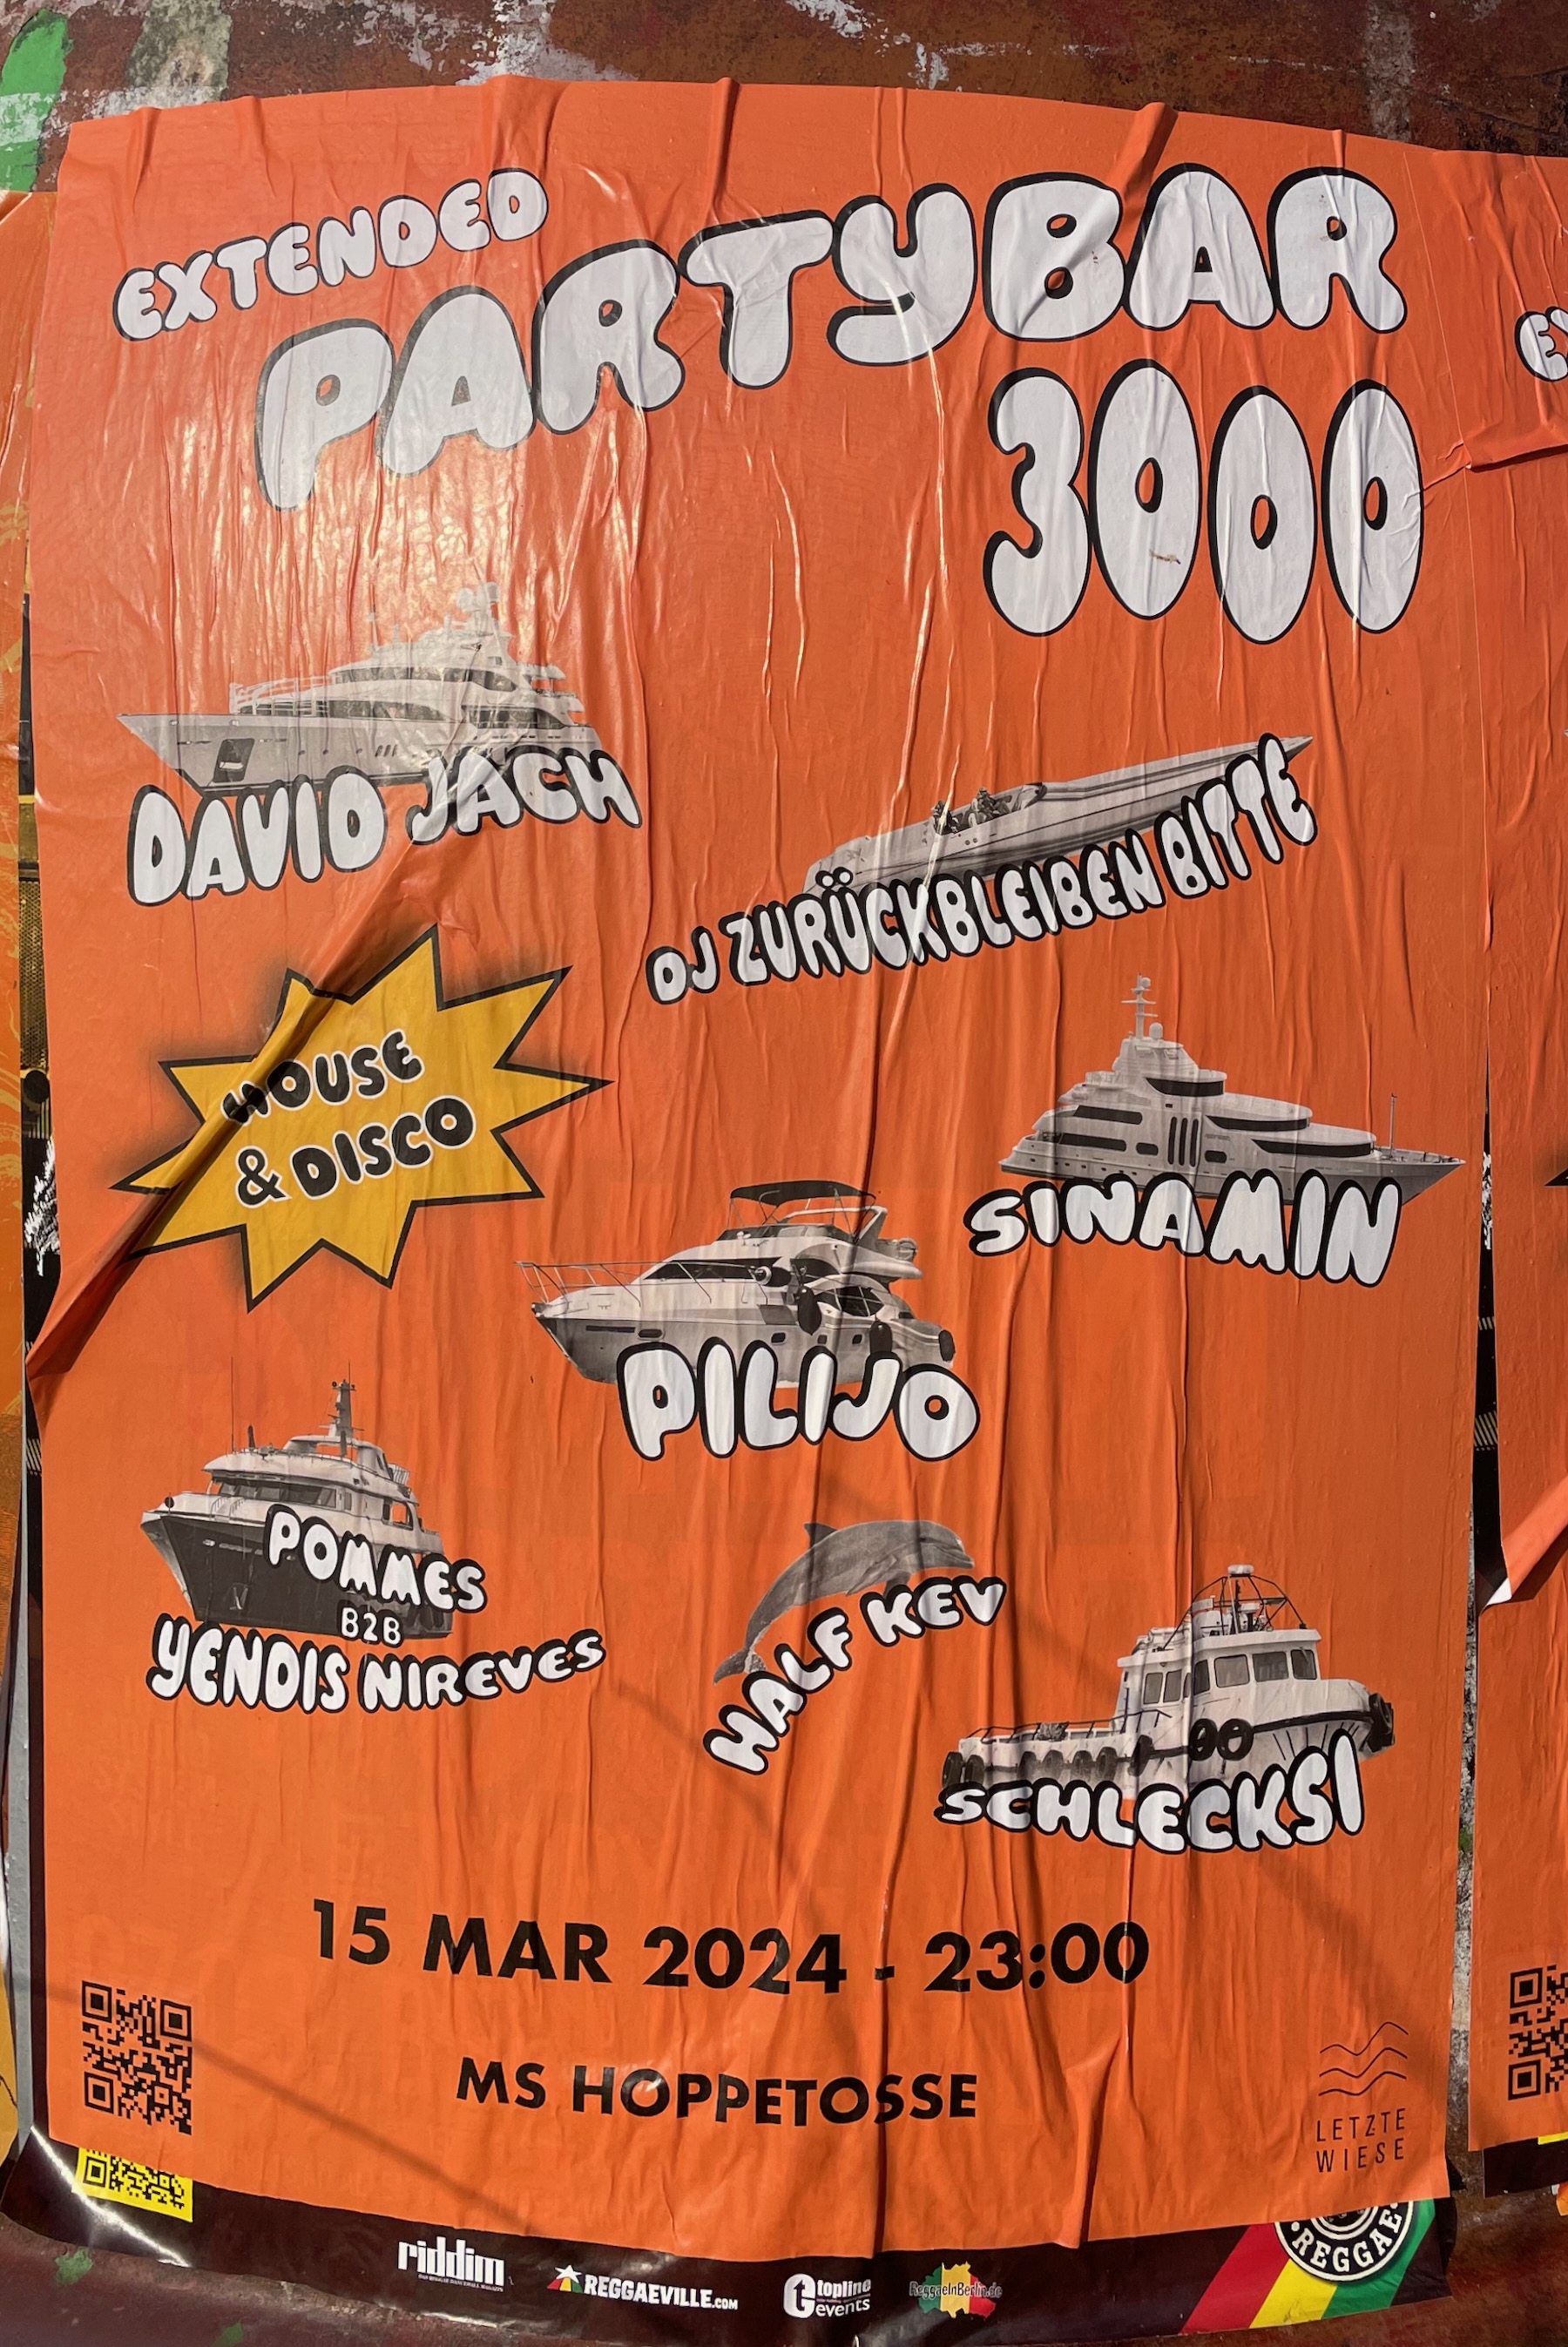 EXTENDED
PARTYBAR
3000
DAVID JACH
DJ ZURÜCKBLEIBEN BITTE
HOUSE
& DISCO
SINAMIN
PILIJO
POMMES
B2B
YENDIS NIREVES
HALF KEV
SCHLECKSI
15 MAR 2024 - 23:00
MS HOPPETOSSE
LETZTE
WIESE
riddim
REGGAEVILLE.COM
topline
events
ReggaeInBerlin.de
REGGAE